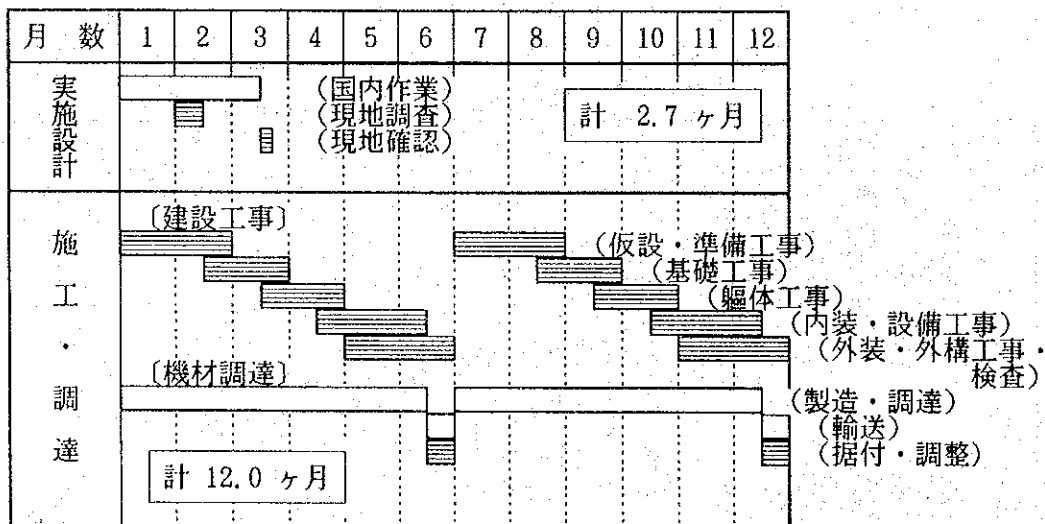 月 数 1 2 3 4 5 6 7 8 9 10 11 12
実施設計
(国内作業)
(現地調査)
(現地確認)
計 2.7 ヶ月
施工・調達
〔建設工事〕
(仮設・準備工事)
(基礎工事)
(軀体工事)
(内装・設備工事)
(外装・外構工事・
検査)
〔機材調達〕
(製造・調達)
(輸送)
(据付・調整)
計 12.0 ヶ月